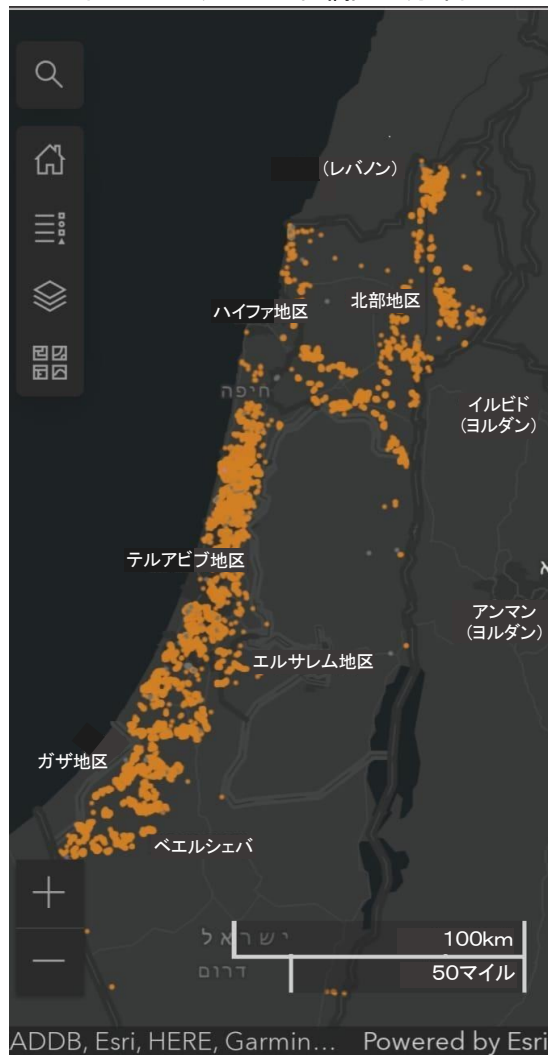 (レバノン)
ハイファ地区
北部地区
חיפה
イルビド
(ヨルダン)
テルアビブ地区
アンマン
(ヨルダン)
エルサレム地区
ガザ地区
ベエルシェバ
ישראל
דרום
100km
50マイル
ADDB, Esri, HERE, Garmin... Powered by Esri